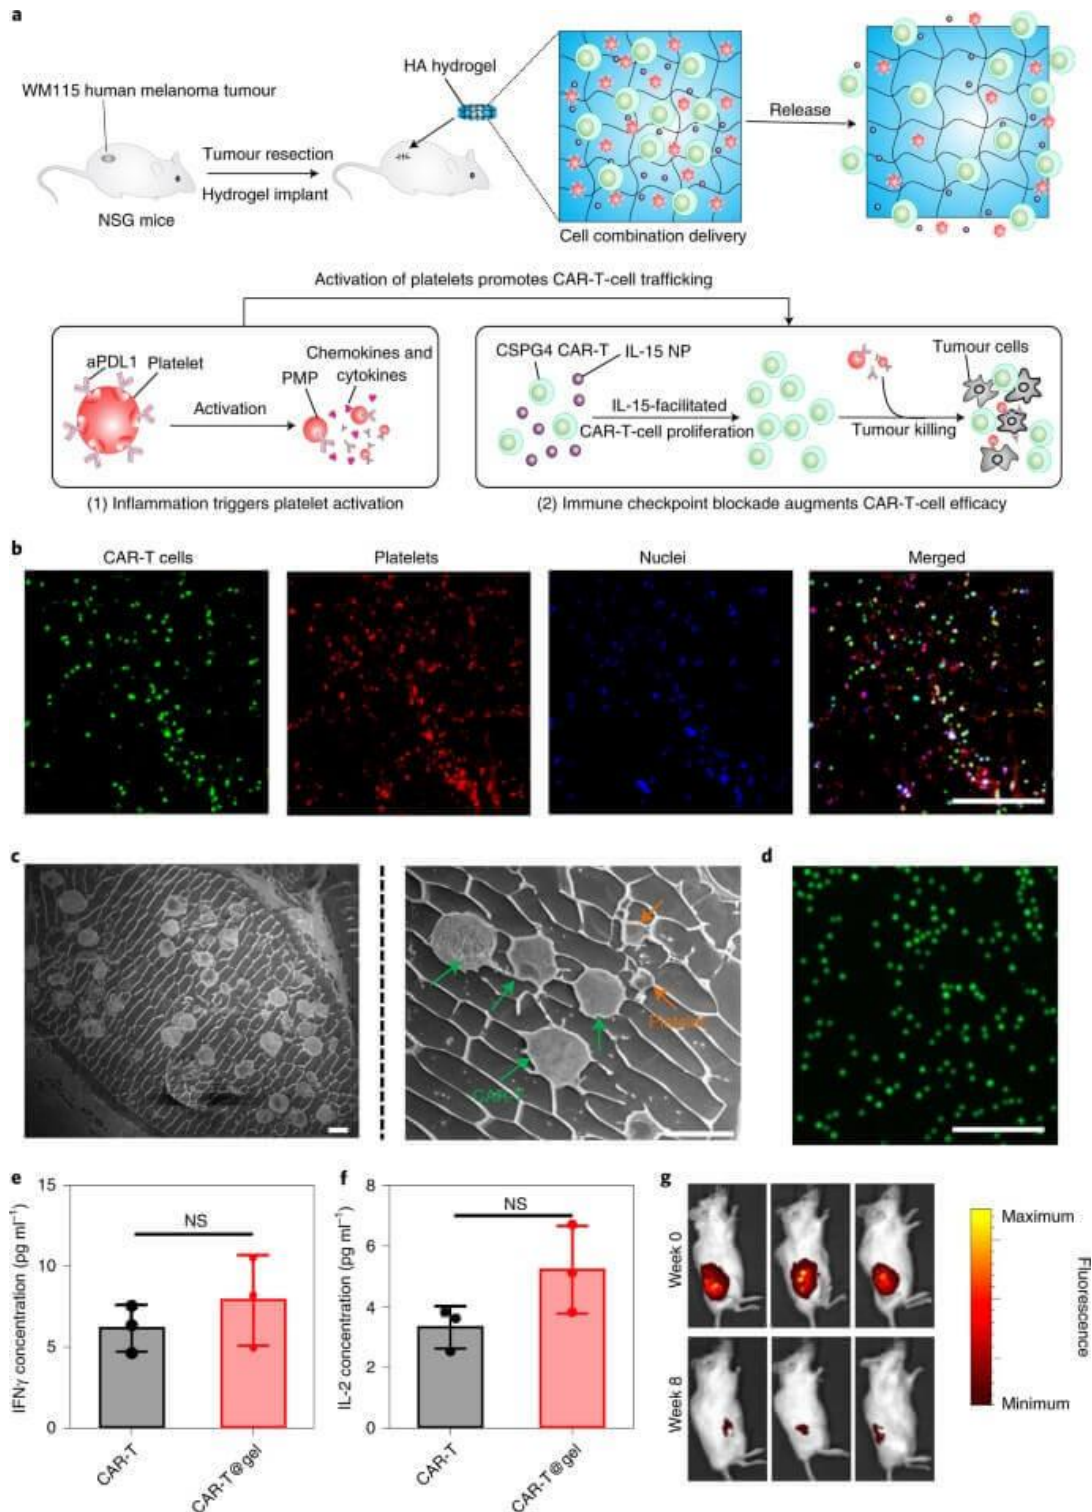 a
HA hydrogel
WM115 human melanoma tumour
Tumour resection
Hydrogel implant
NSG mice
Release
Cell combination delivery
Activation of platelets promotes CAR-T-cell trafficking
aPDL1
Platelet
Activation
PMP
Chemokines and
cytokines
CSPG4 CAR-T
IL-15 NP
IL-15-facilitated
CAR-T-cell proliferation
Tumour killing
Tumour cells
(1) Inflammation triggers platelet activation
(2) Immune checkpoint blockade augments CAR-T-cell efficacy
b
CAR-T cells
Platelets
Nuclei
Merged
c
Platelet
CAR-T
d
e
IFNγ concentration (pg ml⁻¹)
15
10
5
0
NS
CAR-T
CAR-T@gel
f
IL-2 concentration (pg ml⁻¹)
8
6
4
2
0
NS
CAR-T
CAR-T@gel
g
Week 0
Week 8
Maximum
Fluorescence
Minimum